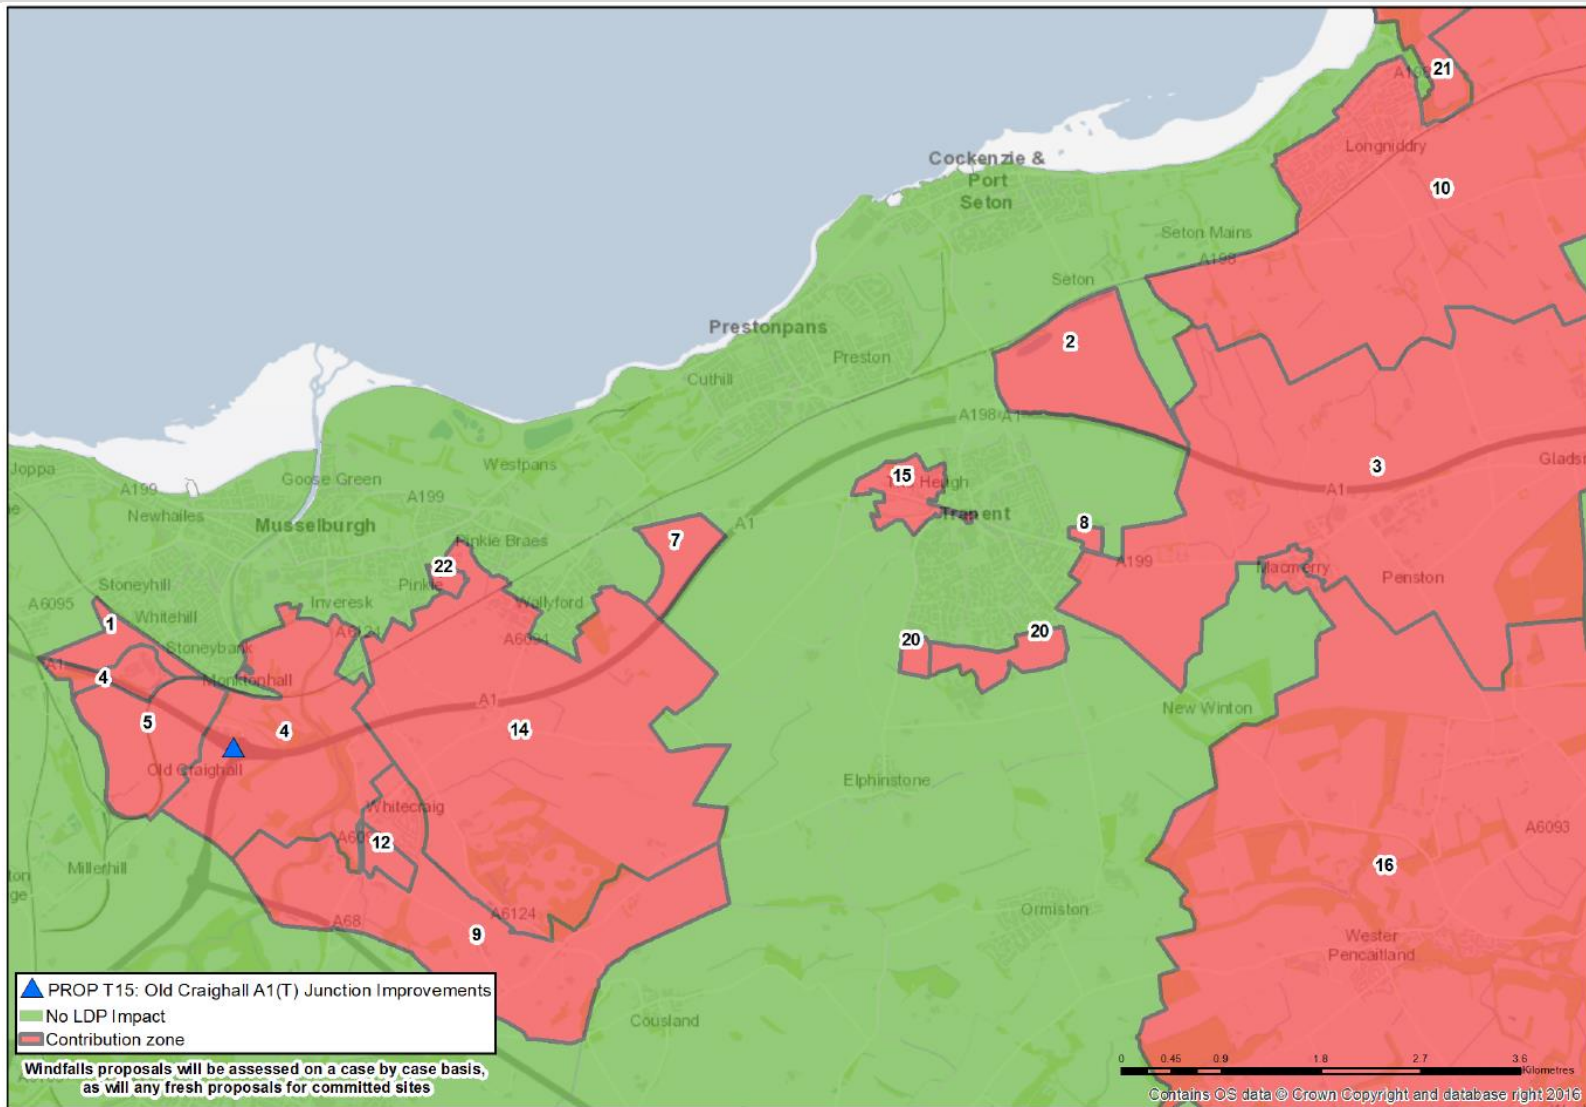 21
A198
Longniddry
10
Cockenzie &
Port
Seton
Seton Mains
A198
Seton
2
Prestonpans
Preston
Cuthill
A198
A1
3
A1
Joppa
A199
Goose Green
Westpans
Newhailes
Musselburgh
A199
15
Tranent
8
A199
Macmerry
Penston
7
A1
Pinkie Braes
22
Pinkie
Wallyford
Stoneyhill
A6095
Whitehill
Inveresk
1
Stoneybank
A6094
20
20
A1
4
Monktonhall
5
4
A1
14
New Winton
Old Craighall
Elphinstone
Whitecraig
12
A6093
16
Millerhill
A68
A6124
9
Ormiston
Wester
Pencaitland
Cousland
PROP T15: Old Craighall A1(T) Junction Improvements
No LDP Impact
Contribution zone
Windfalls proposals will be assessed on a case by case basis,
as will any fresh proposals for committed sites
0 0.45 0.9 1.8 2.7 3.6
Kilometres
Contains OS data © Crown Copyright and database right 2016